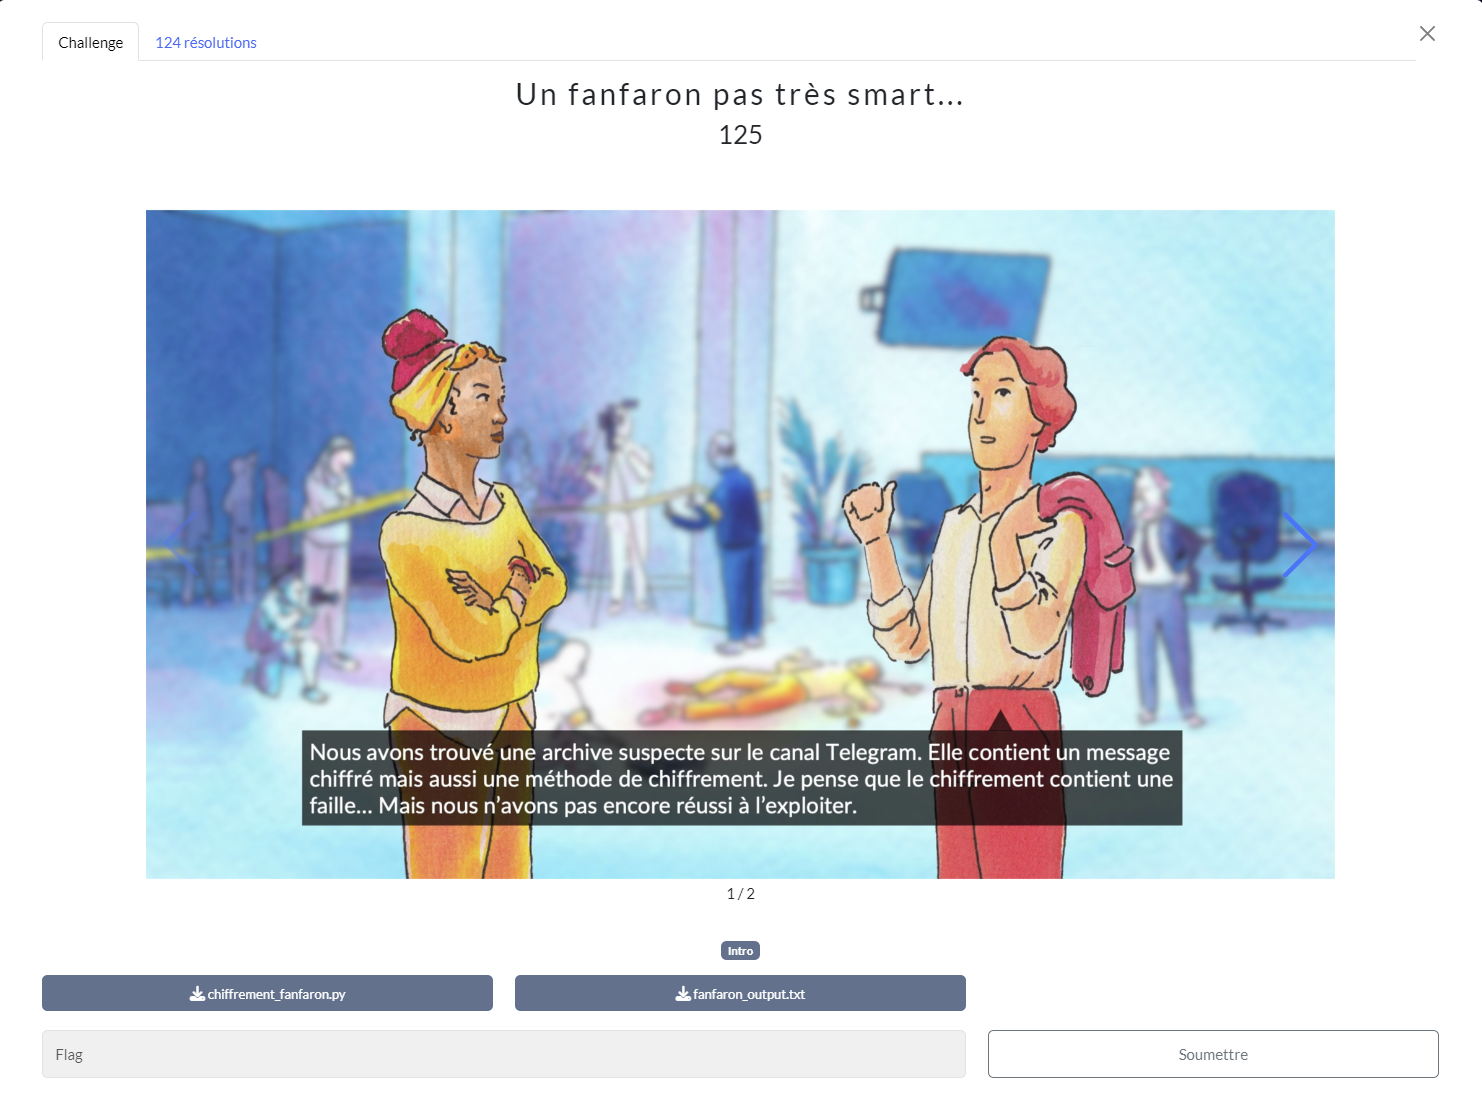 Challenge
124 résolutions
Un fanfaron pas très smart...
125
Nous avons trouvé une archive suspecte sur le canal Telegram. Elle contient un message
chiffré mais aussi une méthode de chiffrement. Je pense que le chiffrement contient une
faille... Mais nous n’avons pas encore réussi à l’exploiter.
1 / 2
Intro
chiffrement_fanfaron.py
fanfaron_output.txt
Flag
Soumettre